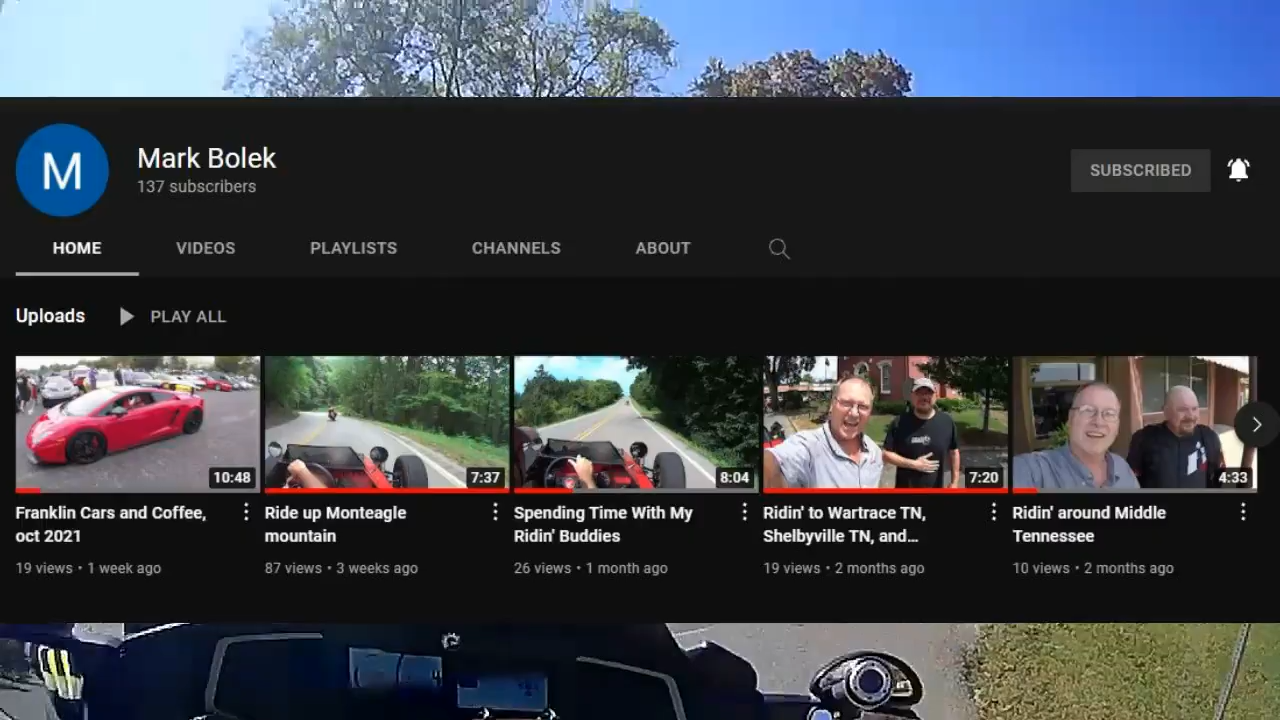 M
Mark Bolek
137 subscribers
SUBSCRIBED
HOME
VIDEOS
PLAYLISTS
CHANNELS
ABOUT
Uploads
PLAY ALL
10:48
7:37
8:04
7:20
4:33
Franklin Cars and Coffee,
oct 2021
19 views • 1 week ago
Ride up Monteagle
mountain
87 views • 3 weeks ago
Spending Time With My
Ridin' Buddies
26 views • 1 month ago
Ridin' to Wartrace TN,
Shelbyville TN, and...
19 views • 2 months ago
Ridin' around Middle
Tennessee
10 views • 2 months ago